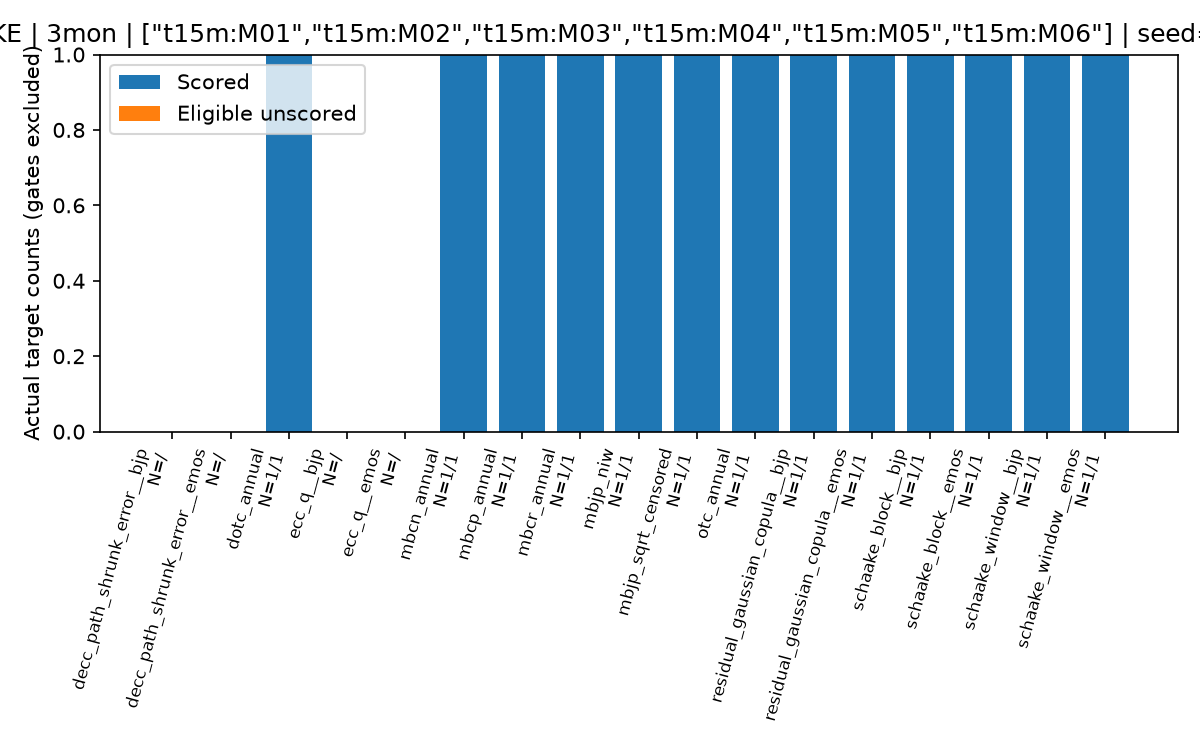 KE | 3mon | ["t15m:M01","t15m:M02","t15m:M03","t15m:M04","t15m:M05","t15m:M06"] | seed=
Actual target counts (gates excluded)
1.0
0.8
0.6
0.4
0.2
0.0
Scored
Eligible unscored
decc_path_shrunk_error__bjp
N=/
decc_path_shrunk_error__emos
N=/
dotc_annual
N=1/1
ecc_q__bjp
N=/
ecc_q__emos
N=/
mbcn_annual
N=1/1
mbcp_annual
N=1/1
mbcr_annual
N=1/1
mbjp_niw
N=1/1
mbjp_sqrt_censored
N=1/1
otc_annual
N=1/1
residual_gaussian_copula__bjp
N=1/1
residual_gaussian_copula__emos
N=1/1
schaake_block__bjp
N=1/1
schaake_block__emos
N=1/1
schaake_window__bjp
N=1/1
schaake_window__emos
N=1/1